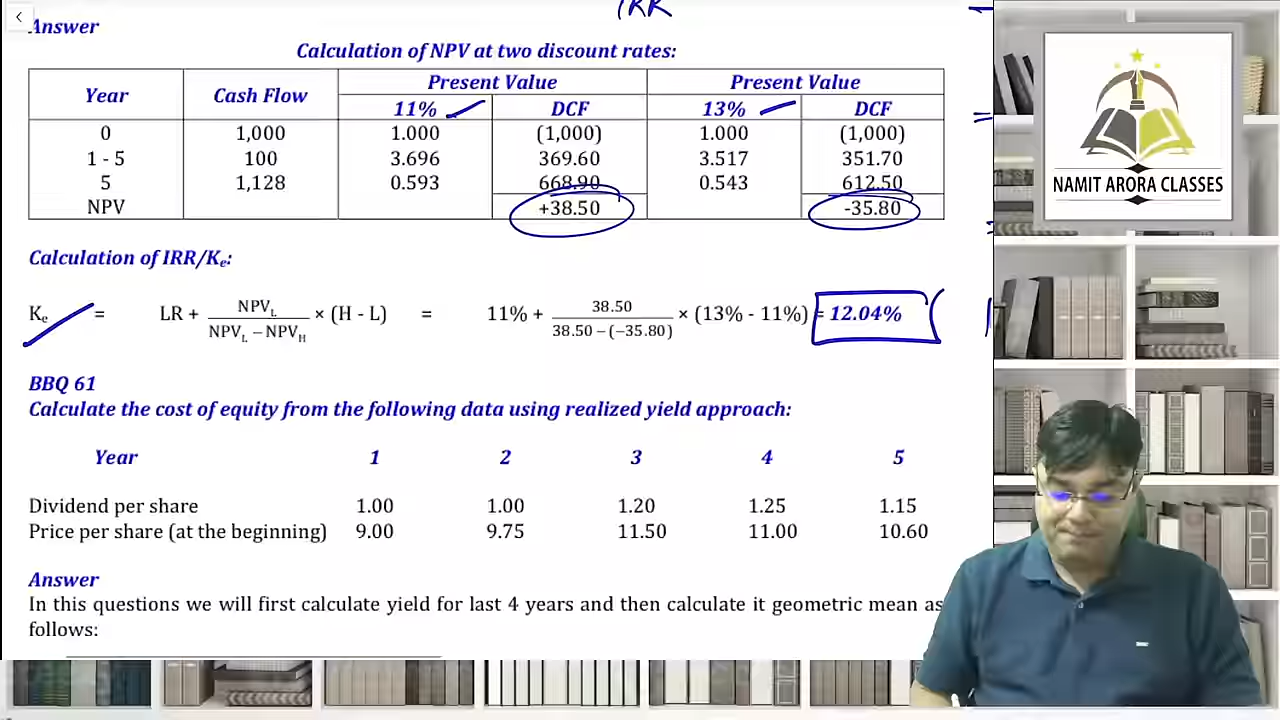 IRR
Answer
Calculation of NPV at two discount rates:
Year Cash Flow Present Value Present Value
11% DCF 13% DCF
0 1,000 1.000 (1,000) 1.000 (1,000)
1 - 5 100 3.696 369.60 3.517 351.70
5 1,128 0.593 668.90 0.543 612.50
NPV +38.50 -35.80
Calculation of IRR/Ke:
Ke = LR + NPVL / NPVL – NPVH × (H - L) = 11% + 38.50 / 38.50 – (–35.80) × (13% - 11%) = 12.04%
BBQ 61
Calculate the cost of equity from the following data using realized yield approach:
Year 1 2 3 4 5
Dividend per share 1.00 1.00 1.20 1.25 1.15
Price per share (at the beginning) 9.00 9.75 11.50 11.00 10.60
Answer
In this questions we will first calculate yield for last 4 years and then calculate it geometric mean as
follows:
NAMIT ARORA CLASSES